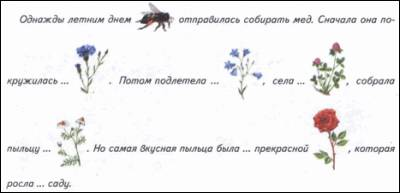 Однажды летним днем отправилась собирать мед. Сначала она по-
кружилась ... . Потом подлетела ... , села ... , собрала
пыльцу ... . Но самая вкусная пыльца была ... прекрасной , которая
росла ... саду.